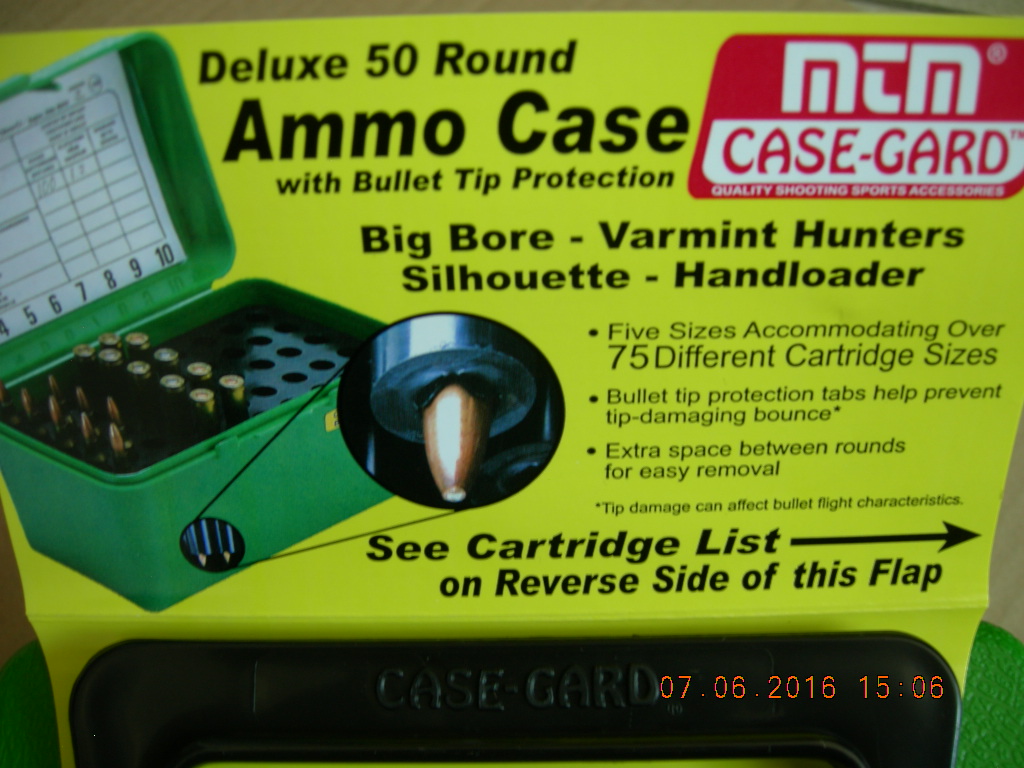 Deluxe 50 Round
Ammo Case
with Bullet Tip Protection
MTM®
CASE-GARD™
QUALITY SHOOTING SPORTS ACCESSORIES
Big Bore - Varmint Hunters
Silhouette - Handloader
• Five Sizes Accommodating Over
75 Different Cartridge Sizes
• Bullet tip protection tabs help prevent
tip-damaging bounce*
• Extra space between rounds
for easy removal
*Tip damage can affect bullet flight characteristics.
See Cartridge List
on Reverse Side of this Flap
4 5 6 7 8 9 10
CASE-GARD
07.06.2016 15:06